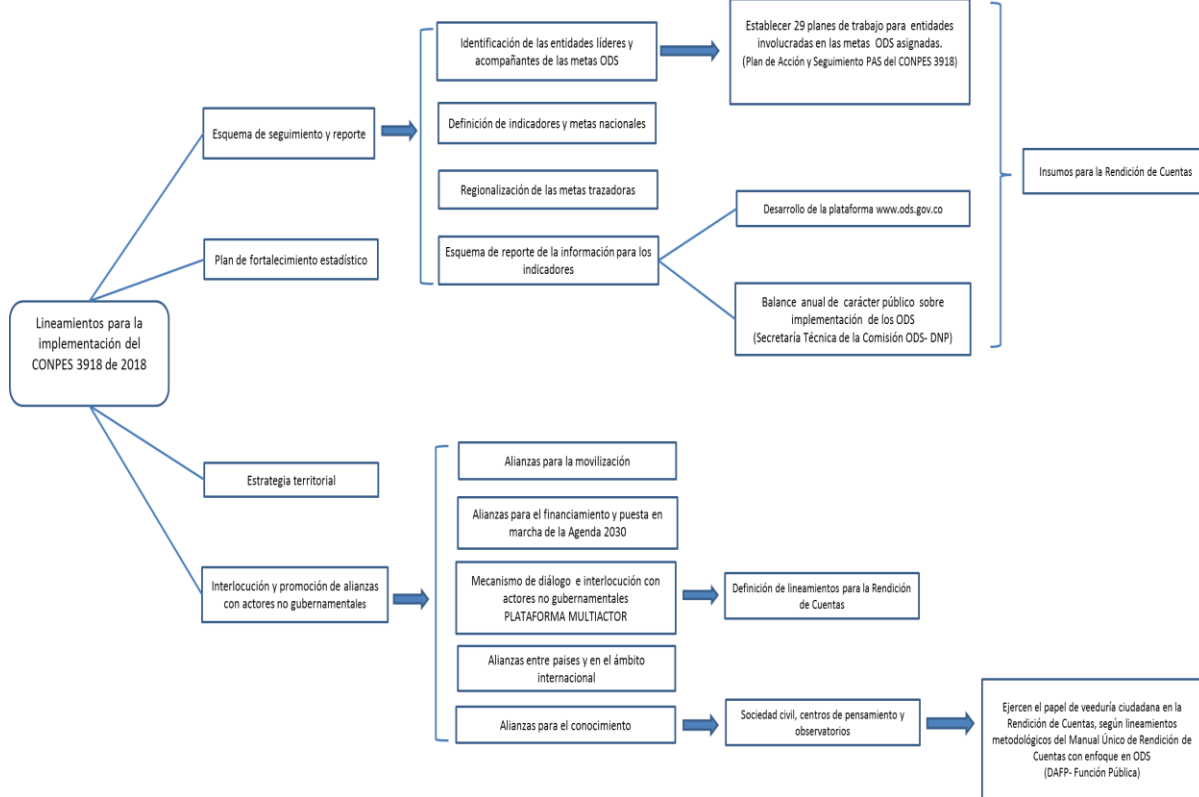 Lineamientos para la
implementación del
CONPES 3918 de 2018
Esquema de seguimiento y reporte
Plan de fortalecimiento estadístico
Estrategia territorial
Interlocución y promoción de alianzas
con actores no gubernamentales
Identificación de las entidades líderes y
acompañantes de las metas ODS
Definición de indicadores y metas nacionales
Regionalización de las metas trazadoras
Esquema de reporte de la información para los
indicadores
Establecer 29 planes de trabajo para entidades
involucradas en las metas ODS asignadas.
(Plan de Acción y Seguimiento PAS del CONPES 3918)
Desarrollo de la plataforma www.ods.gov.co
Balance anual de carácter público sobre
implementación de los ODS
(Secretaría Técnica de la Comisión ODS- DNP)
Insumos para la Rendición de Cuentas
Alianzas para la movilización
Alianzas para el financiamiento y puesta en
marcha de la Agenda 2030
Mecanismo de diálogo e interlocución con
actores no gubernamentales
PLATAFORMA MULTIACTOR
Definición de lineamientos para la Rendición
de Cuentas
Alianzas entre paises y en el ámbito
internacional
Alianzas para el conocimiento
Sociedad civil, centros de pensamiento y
observatorios
Ejercen el papel de veeduría ciudadana en la
Rendición de Cuentas, según lineamientos
metodológicos del Manual Único de Rendición de
Cuentas con enfoque en ODS
(DAFP- Función Pública)